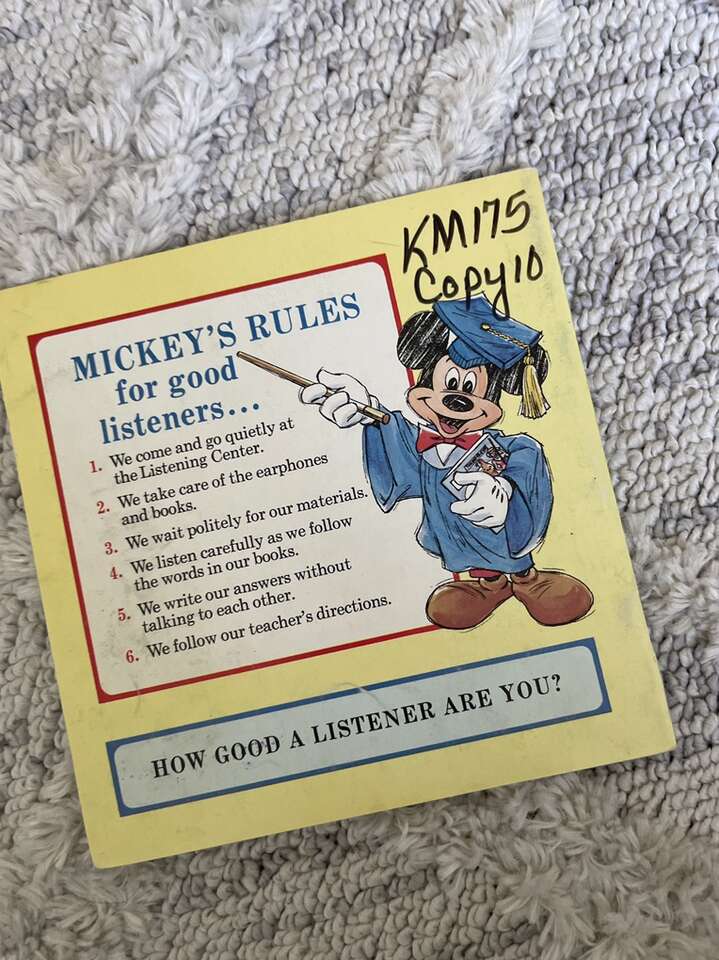 KM175
Copy 10
MICKEY'S RULES
for good
listeners...
1. We come and go quietly at
the Listening Center.
2. We take care of the earphones
and books.
3. We wait politely for our materials.
4. We listen carefully as we follow
the words in our books.
5. We write our answers without
talking to each other.
6. We follow our teacher's directions.
HOW GOOD A LISTENER ARE YOU?